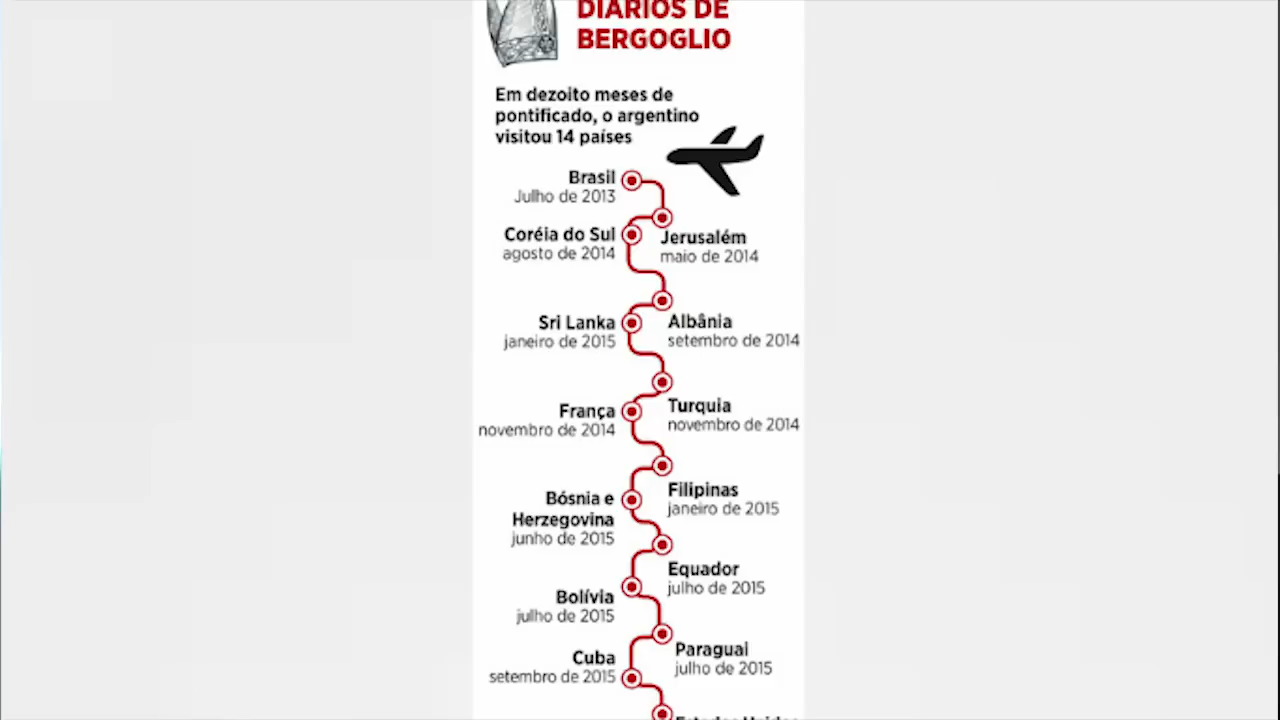 DIÁRIOS DE
BERGOGLIO
Em dezoito meses de
pontificado, o argentino
visitou 14 países
Brasil
Julho de 2013
Jerusalém
maio de 2014
Coréia do Sul
agosto de 2014
Albânia
setembro de 2014
Sri Lanka
janeiro de 2015
Turquia
novembro de 2014
França
novembro de 2014
Filipinas
janeiro de 2015
Bósnia e
Herzegovina
junho de 2015
Equador
julho de 2015
Bolívia
julho de 2015
Paraguai
julho de 2015
Cuba
setembro de 2015
Estados Unidos